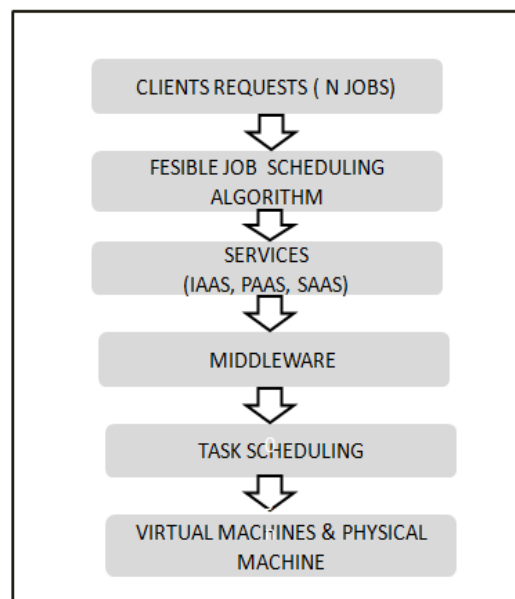 CLIENTS REQUESTS ( N JOBS)
FESIBLE JOB SCHEDULING
ALGORITHM
SERVICES
(IAAS, PAAS, SAAS)
MIDDLEWARE
TASK SCHEDULING
VIRTUAL MACHINES & PHYSICAL
MACHINE